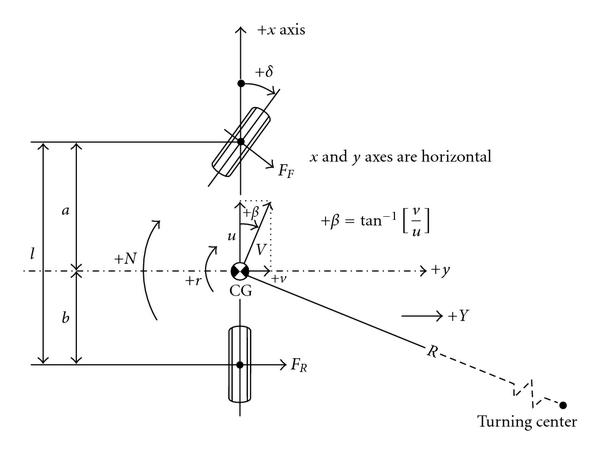 +x axis
+δ
F_F
x and y axes are horizontal
a
+β
+β = tan⁻¹ [v/u]
u
V
l
+N
+r
+v
+y
CG
b
+Y
R
F_R
Turning center